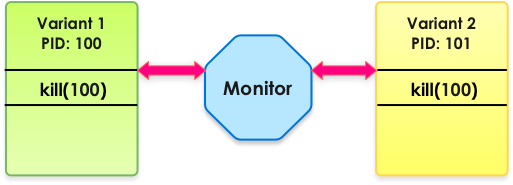 Variant 1
PID: 100
kill(100)
Monitor
Variant 2
PID: 101
kill(100)